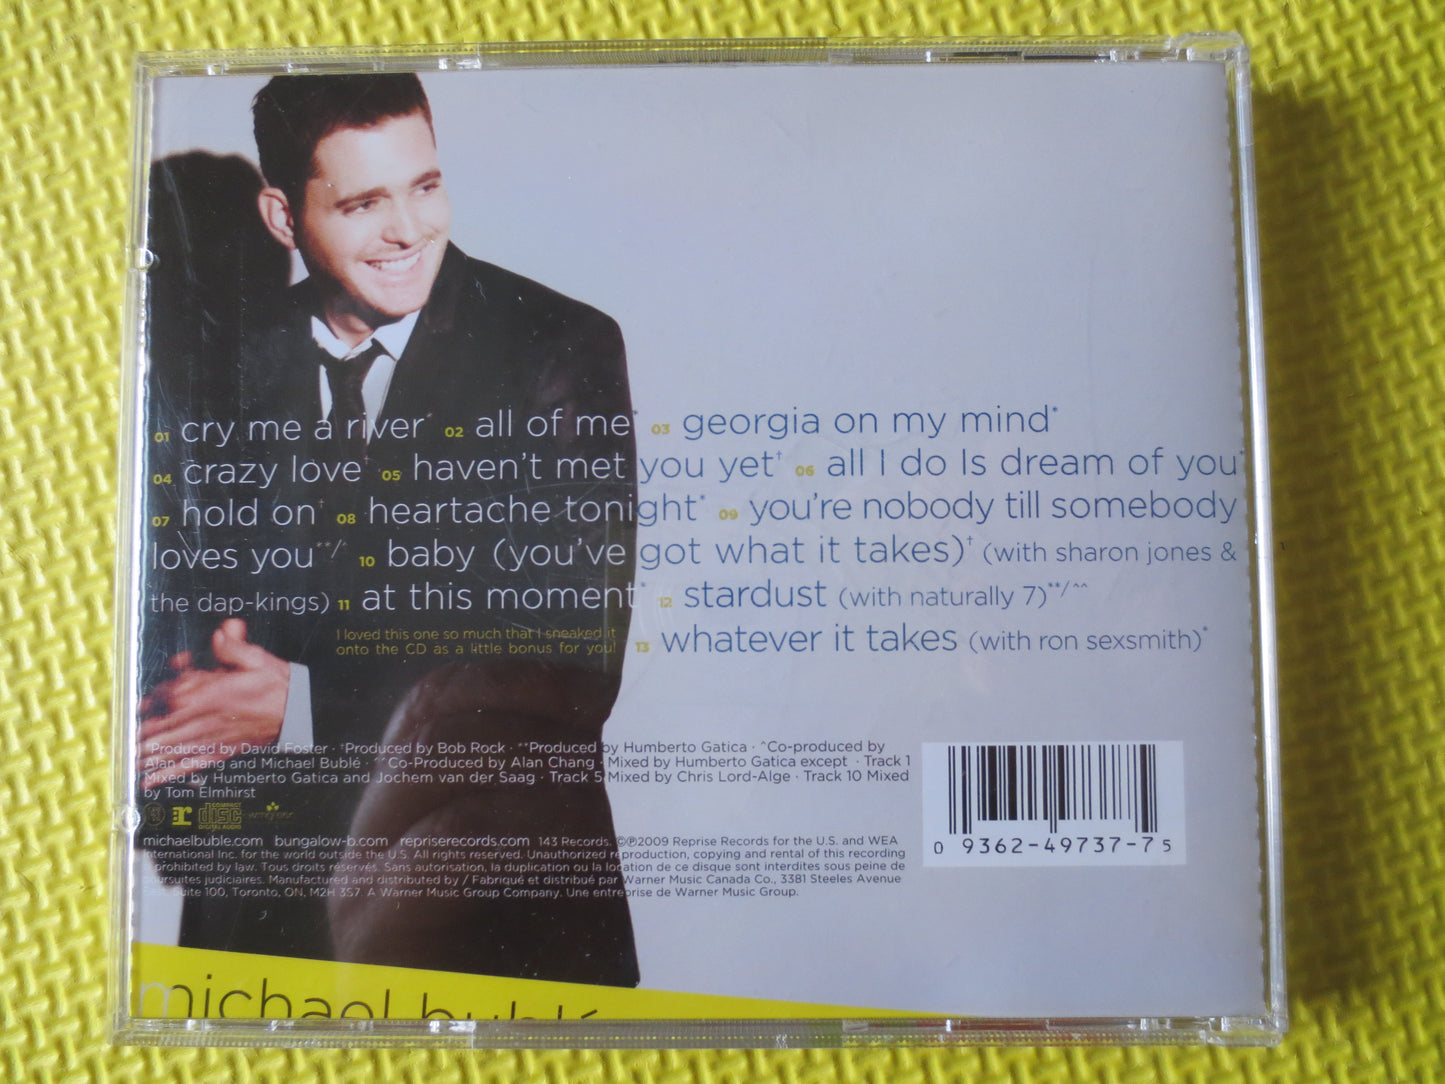 01 cry me a river* 02 all of me* 03 georgia on my mind*
04 crazy love† 05 haven't met you yet† 06 all I do Is dream of you*
07 hold on† 08 heartache tonight* 09 you're nobody till somebody
loves you**/^ 10 baby (you've got what it takes)† (with sharon jones &
the dap-kings) 11 at this moment* 12 stardust (with naturally 7)**/^^
I loved this one so much that I sneaked it
onto the CD as a little bonus for you! 13 whatever it takes (with ron sexsmith)*
*Produced by David Foster · †Produced by Bob Rock · **Produced by Humberto Gatica · ^Co-produced by
Alan Chang and Michael Bublé · ^^Co-Produced by Alan Chang · Mixed by Humberto Gatica except · Track 1
Mixed by Humberto Gatica and Jochem van der Saag · Track 5 Mixed by Chris Lord-Alge · Track 10 Mixed
by Tom Elmhirst
143 r COMPACT disc DIGITAL AUDIO
michaelbuble.com bungalow-b.com repriserecords.com 143 Records. ©℗2009 Reprise Records for the U.S. and WEA
International Inc. for the world outside the U.S. All rights reserved. Unauthorized reproduction, copying and rental of this recording
is prohibited by law. Tous droits réservés. Sans autorisation, la duplication ou la location de ce disque sont interdites sous peine de
poursuites judiciaires. Manufactured and distributed by / Fabriqué et distribué par Warner Music Canada Co., 3381 Steeles Avenue
East, Suite 100, Toronto, ON, M2H 3S7. A Warner Music Group Company. Une entreprise de Warner Music Group.
0 93624-97377-5
michael bublé